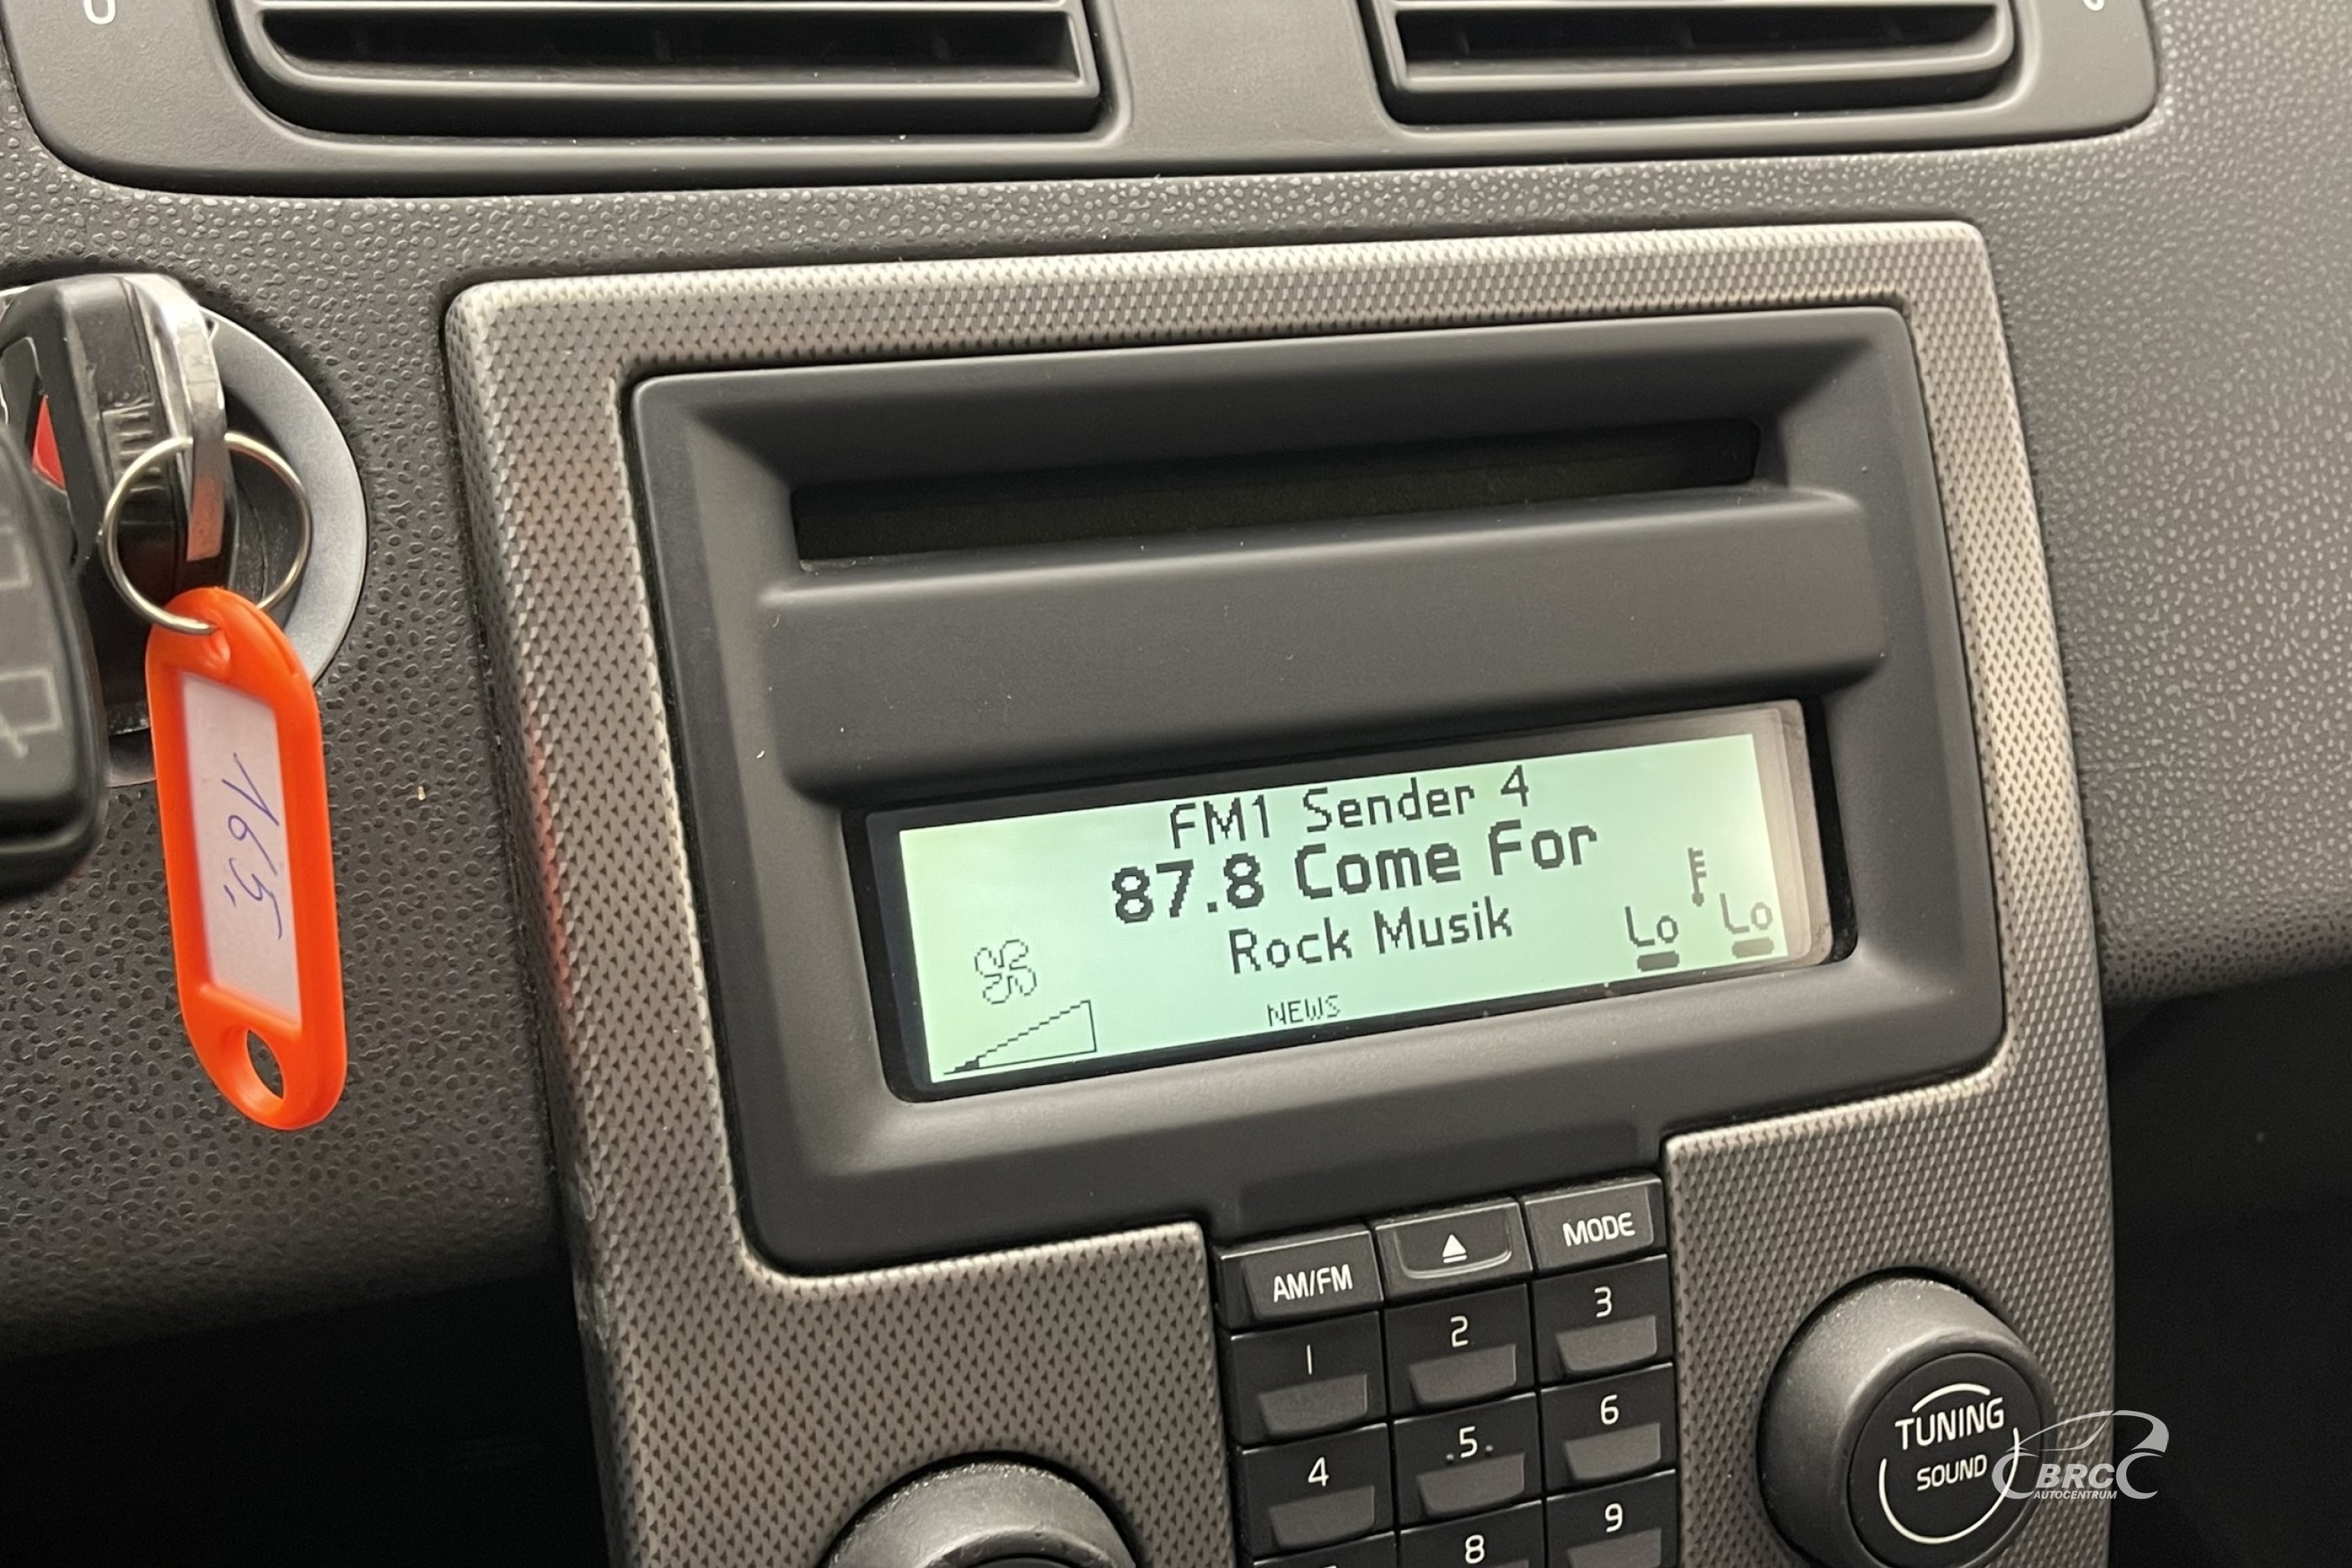 FM1 Sender 4
87.8 Come For
Rock Musik
Lo Lo
NEWS
165,
AM/FM MODE
1 2 3
4 .5. 6
8 9
TUNING
SOUND
BRC
AUTOCENTRUM